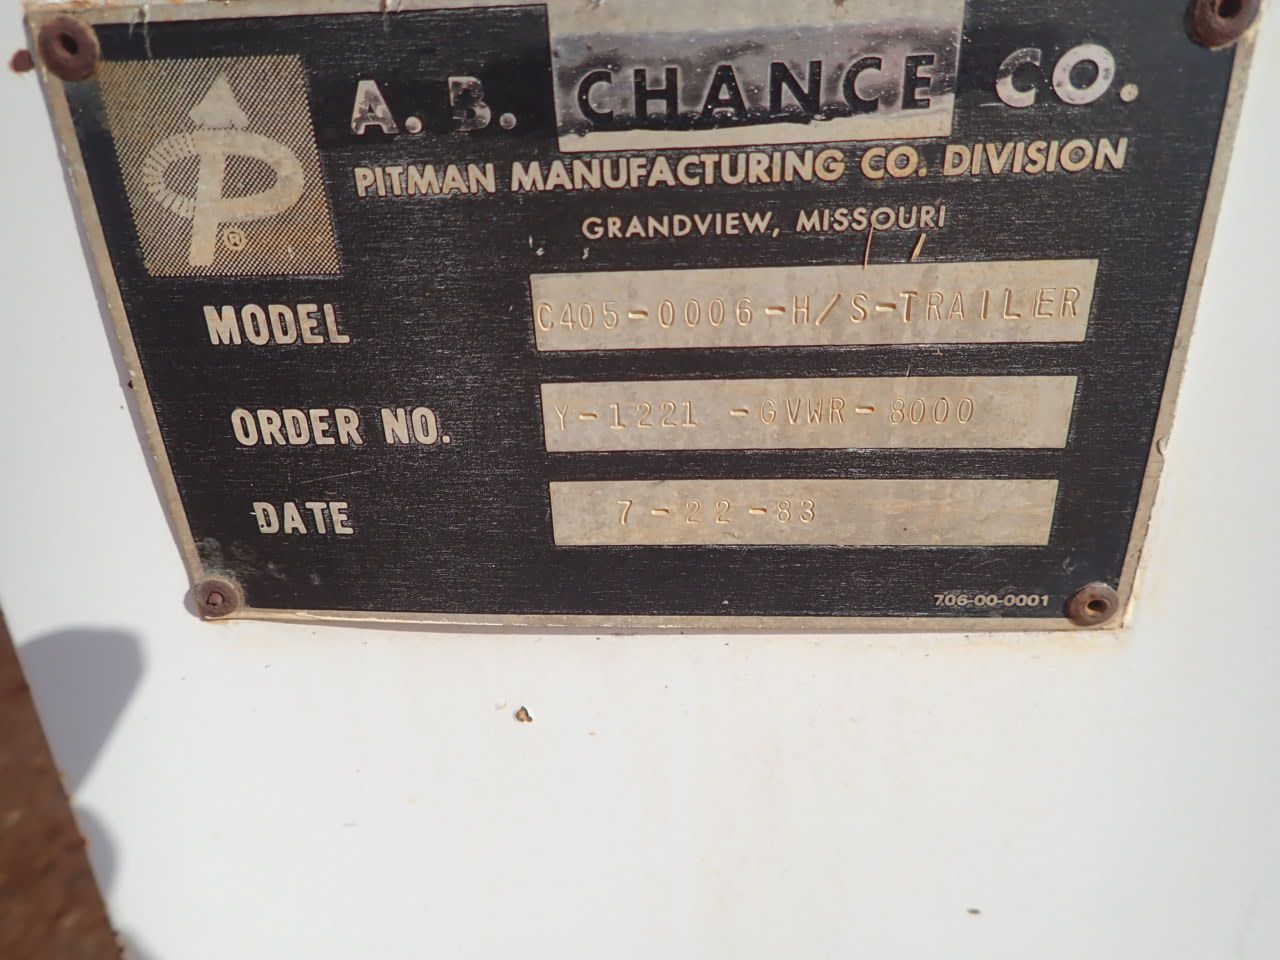 A. B. CHANCE CO.
PITMAN MANUFACTURING CO. DIVISION
GRANDVIEW, MISSOURI
P ®
MODEL C405-0006-H/S-TRAILER
ORDER NO. Y-1221 -GVWR-8000
DATE 7-22-83
706-00-0001